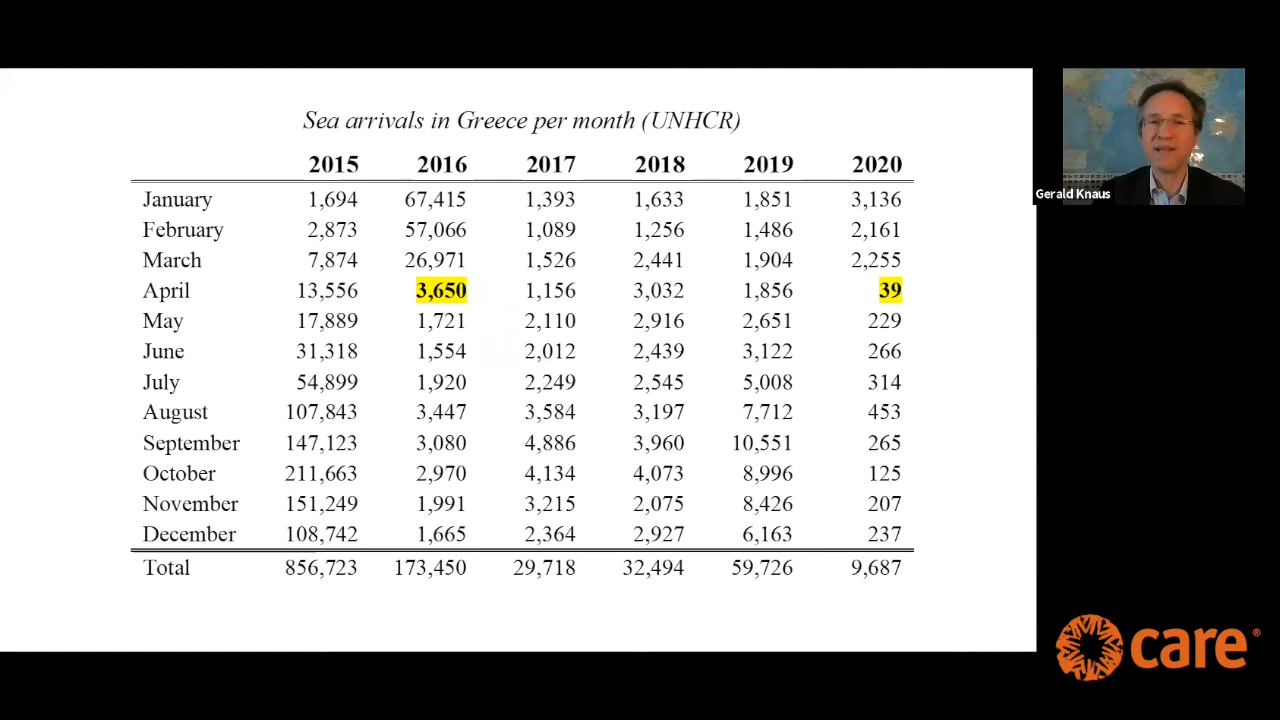 Sea arrivals in Greece per month (UNHCR)
2015 2016 2017 2018 2019 2020
January 1,694 67,415 1,393 1,633 1,851 3,136
February 2,873 57,066 1,089 1,256 1,486 2,161
March 7,874 26,971 1,526 2,441 1,904 2,255
April 13,556 3,650 1,156 3,032 1,856 39
May 17,889 1,721 2,110 2,916 2,651 229
June 31,318 1,554 2,012 2,439 3,122 266
July 54,899 1,920 2,249 2,545 5,008 314
August 107,843 3,447 3,584 3,197 7,712 453
September 147,123 3,080 4,886 3,960 10,551 265
October 211,663 2,970 4,134 4,073 8,996 125
November 151,249 1,991 3,215 2,075 8,426 207
December 108,742 1,665 2,364 2,927 6,163 237
Total 856,723 173,450 29,718 32,494 59,726 9,687
Gerald Knaus
care®